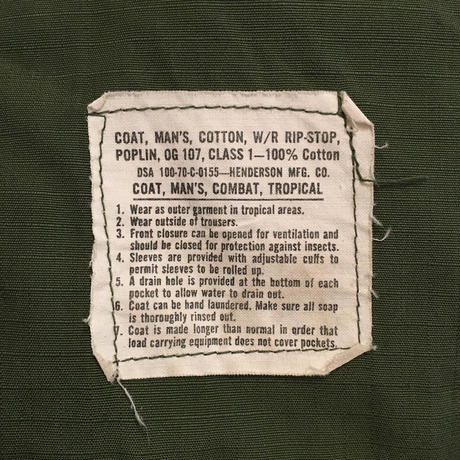 COAT, MAN'S, COTTON, W/R RIP-STOP,
POPLIN, OG 107, CLASS 1—100% Cotton
DSA 100-70-C-0155—HENDERSON MFG. CO.
COAT, MAN'S, COMBAT, TROPICAL
1. Wear as outer garment in tropical areas.
2. Wear outside of trousers.
3. Front closure can be opened for ventilation and
should be closed for protection against insects.
4. Sleeves are provided with adjustable cuffs to
permit sleeves to be rolled up.
5. A drain hole is provided at the bottom of each
pocket to allow water to drain out.
6. Coat can be hand laundered. Make sure all soap
is thoroughly rinsed out.
7. Coat is made longer than normal in order that
load carrying equipment does not cover pockets.